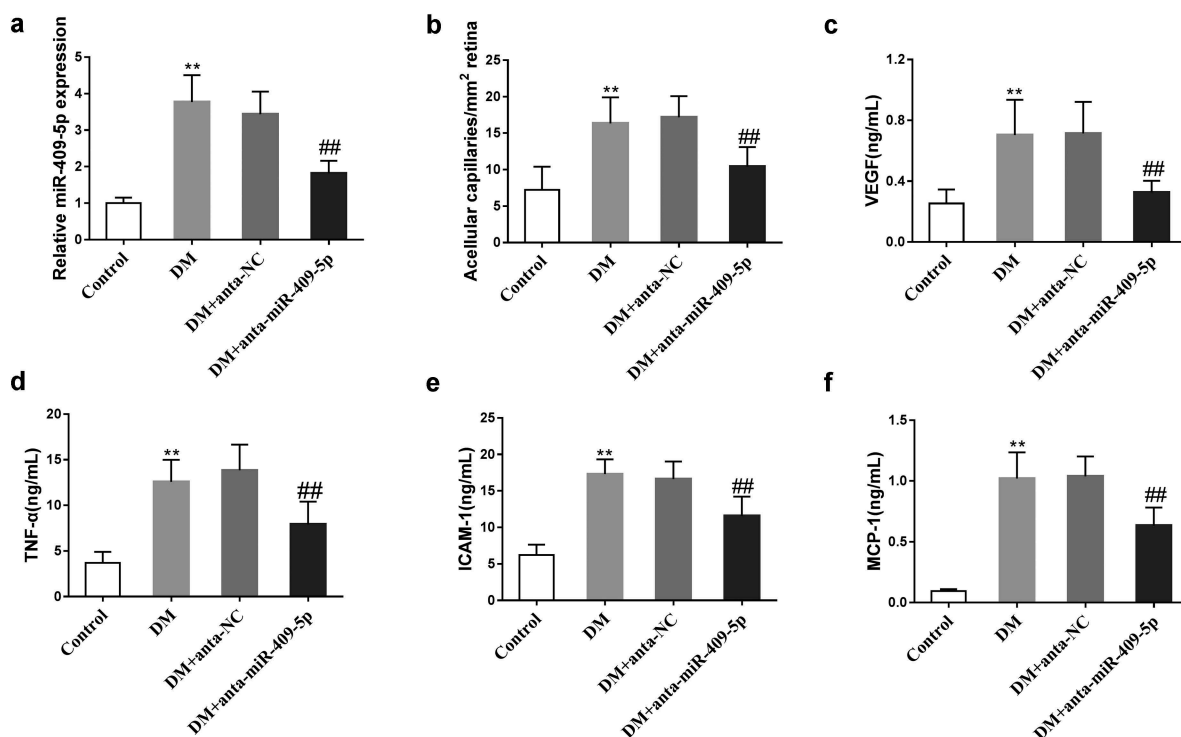 a
Relative miR-409-5p expression
5
4
3
2
1
0
**
##
Control
DM
DM+anta-NC
DM+anta-miR-409-5p
b
Acellular capillaries/mm² retina
25
20
15
10
5
0
**
##
Control
DM
DM+anta-NC
DM+anta-miR-409-5p
c
VEGF(ng/mL)
1.2
0.8
0.4
0.0
**
##
Control
DM
DM+anta-NC
DM+anta-miR-409-5p
d
TNF-α(ng/mL)
20
15
10
5
0
**
##
Control
DM
DM+anta-NC
DM+anta-miR-409-5p
e
ICAM-1(ng/mL)
25
20
15
10
5
0
**
##
Control
DM
DM+anta-NC
DM+anta-miR-409-5p
f
MCP-1(ng/mL)
1.5
1.0
0.5
0.0
**
##
Control
DM
DM+anta-NC
DM+anta-miR-409-5p